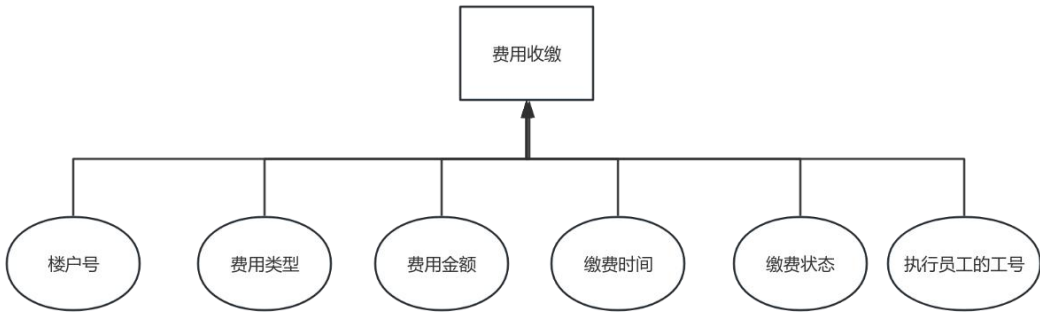 费用收缴
楼户号
费用类型
费用金额
缴费时间
缴费状态
执行员工的工号